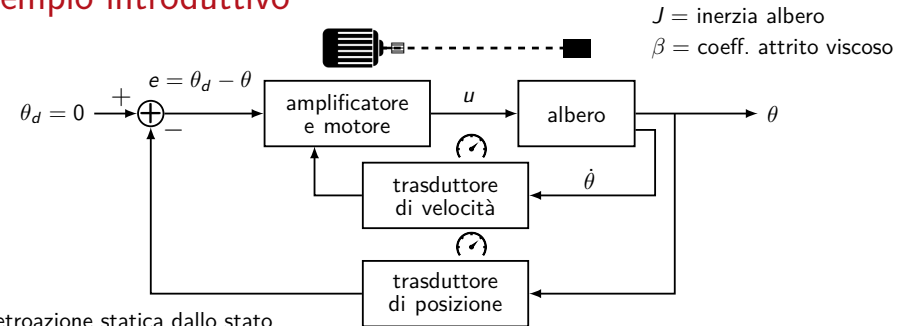 empio introduttivo
J = inerzia albero
β = coeff. attrito viscoso
e = θ_d − θ
θ_d = 0
+
−
amplificatore
e motore
u
albero
θ
trasduttore
di velocità
θ̇
trasduttore
di posizione
etroazione statica dallo stato